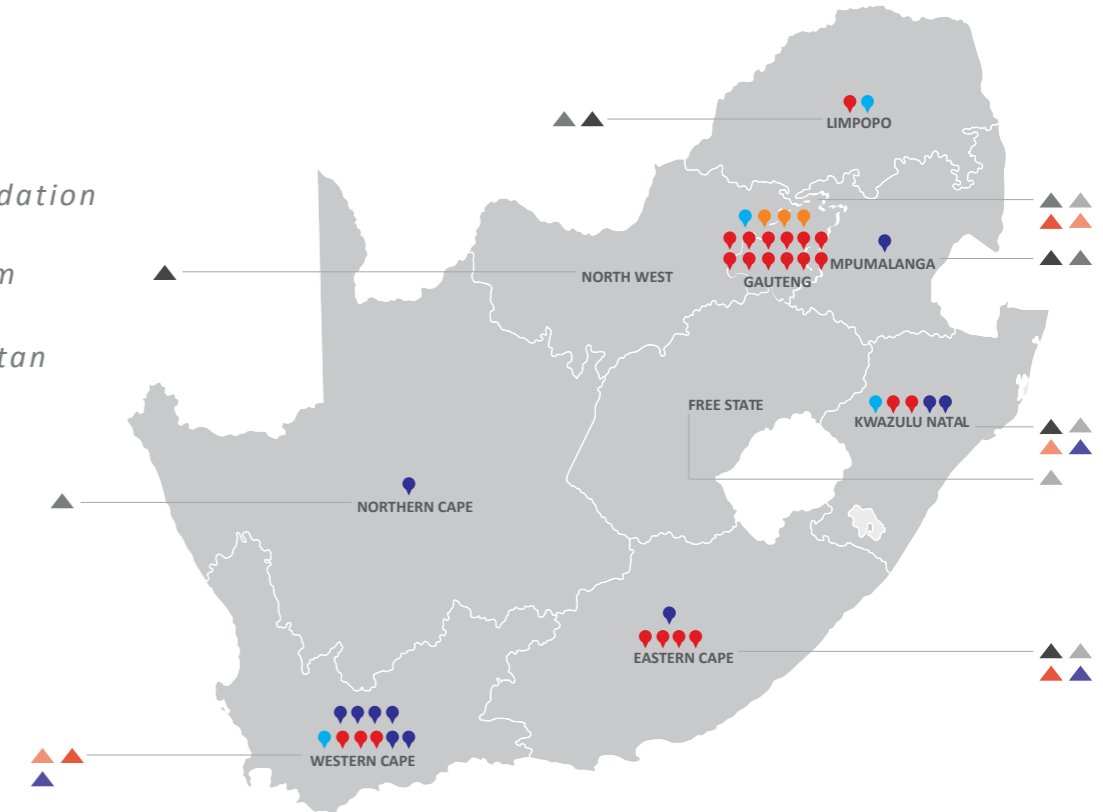 LIMPOPO
dation
m
NORTH WEST
MPUMALANGA
GAUTENG
tan
FREE STATE
KWAZULU NATAL
NORTHERN CAPE
EASTERN CAPE
WESTERN CAPE